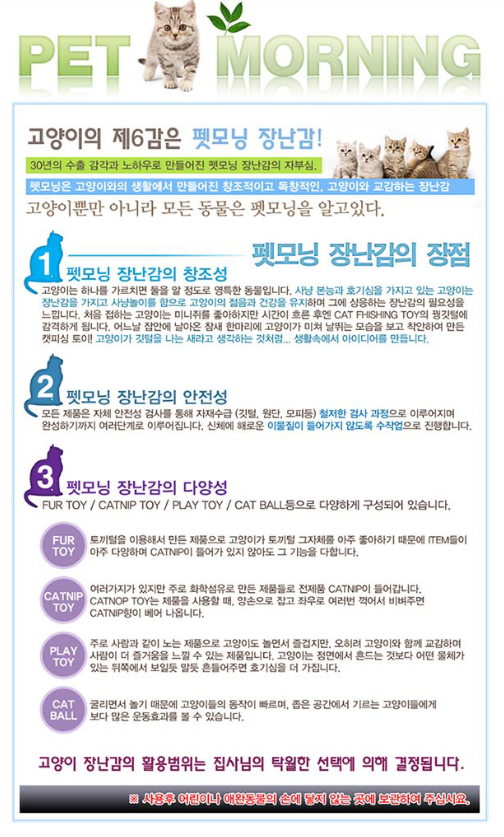 PET MORNING
고양이의 제6감은 펫모닝 장난감!
30년의 수출 감각과 노하우로 만들어진 펫모닝 장난감의 자부심.
펫모닝은 고양이와의 생활에서 만들어진 창조적이고 독창적인, 고양이와 교감하는 장난감
고양이뿐만 아니라 모든 동물은 펫모닝을 알고있다.
펫모닝 장난감의 장점
1 펫모닝 장난감의 창조성
고양이는 하나를 가르치면 둘을 알 정도로 영특한 동물입니다. 사냥 본능과 호기심을 가지고 있는 고양이는
장난감을 가지고 사냥놀이를 함으로 고양이의 젊음과 건강을 유지하며 그에 상응하는 장난감의 필요성을
느낍니다. 처음 접하는 고양이는 미니쥐를 좋아하지만 시간이 흐른 후엔 CAT FHISHING TOY의 꿩깃털에
감격하게 됩니다. 어느날 집안에 날아온 참새 한마리에 고양이가 미쳐 날뛰는 모습을 보고 착안하여 만든
캣피싱 토이! 고양이가 깃털을 나는 새라고 생각하는 것처럼... 생활속에서 아이디어를 만듭니다.
2 펫모닝 장난감의 안전성
모든 제품은 자체 안전성 검사를 통해 자재수급 (깃털, 원단, 모피등) 철저한 검사 과정으로 이루어지며
완성하기까지 여러단계로 이루어집니다. 신체에 해로운 이물질이 들어가지 않도록 수작업으로 진행합니다.
3 펫모닝 장난감의 다양성
FUR TOY / CATNIP TOY / PLAY TOY / CAT BALL등으로 다양하게 구성되어 있습니다.
FUR
TOY
토끼털을 이용해서 만든 제품으로 고양이가 토끼털 그자체를 아주 좋아하기 때문에 ITEM들이
아주 다양하며 CATNIP이 들어가 있지 않아도 그 기능을 다합니다.
CATNIP
TOY
여러가지가 있지만 주로 화학섬유로 만든 제품들로 전제품 CATNIP이 들어갑니다.
CATNOP TOY는 제품을 사용할 때, 양손으로 잡고 좌우로 여러번 꺽어서 비벼주면
CATNIP향이 베어 나옵니다.
PLAY
TOY
주로 사람과 같이 노는 제품으로 고양이도 놀면서 즐겁지만, 오히려 고양이와 함께 교감하며
사람이 더 즐거움을 느낄 수 있는 제품입니다. 고양이는 정면에서 흔드는 것보다 어떤 물체가
있는 뒤쪽에서 보일듯 말듯 흔들어주면 호기심을 더 가집니다.
CAT
BALL
굴리면서 놀기 때문에 고양이들의 동작이 빠르며, 좁은 공간에서 기르는 고양이들에게
보다 많은 운동효과를 볼 수 있습니다.
고양이 장난감의 활용범위는 집사님의 탁월한 선택에 의해 결정됩니다.
※ 사용후 어린이나 애완동물의 손에 닿지 않는 곳에 보관하여 주십시요.